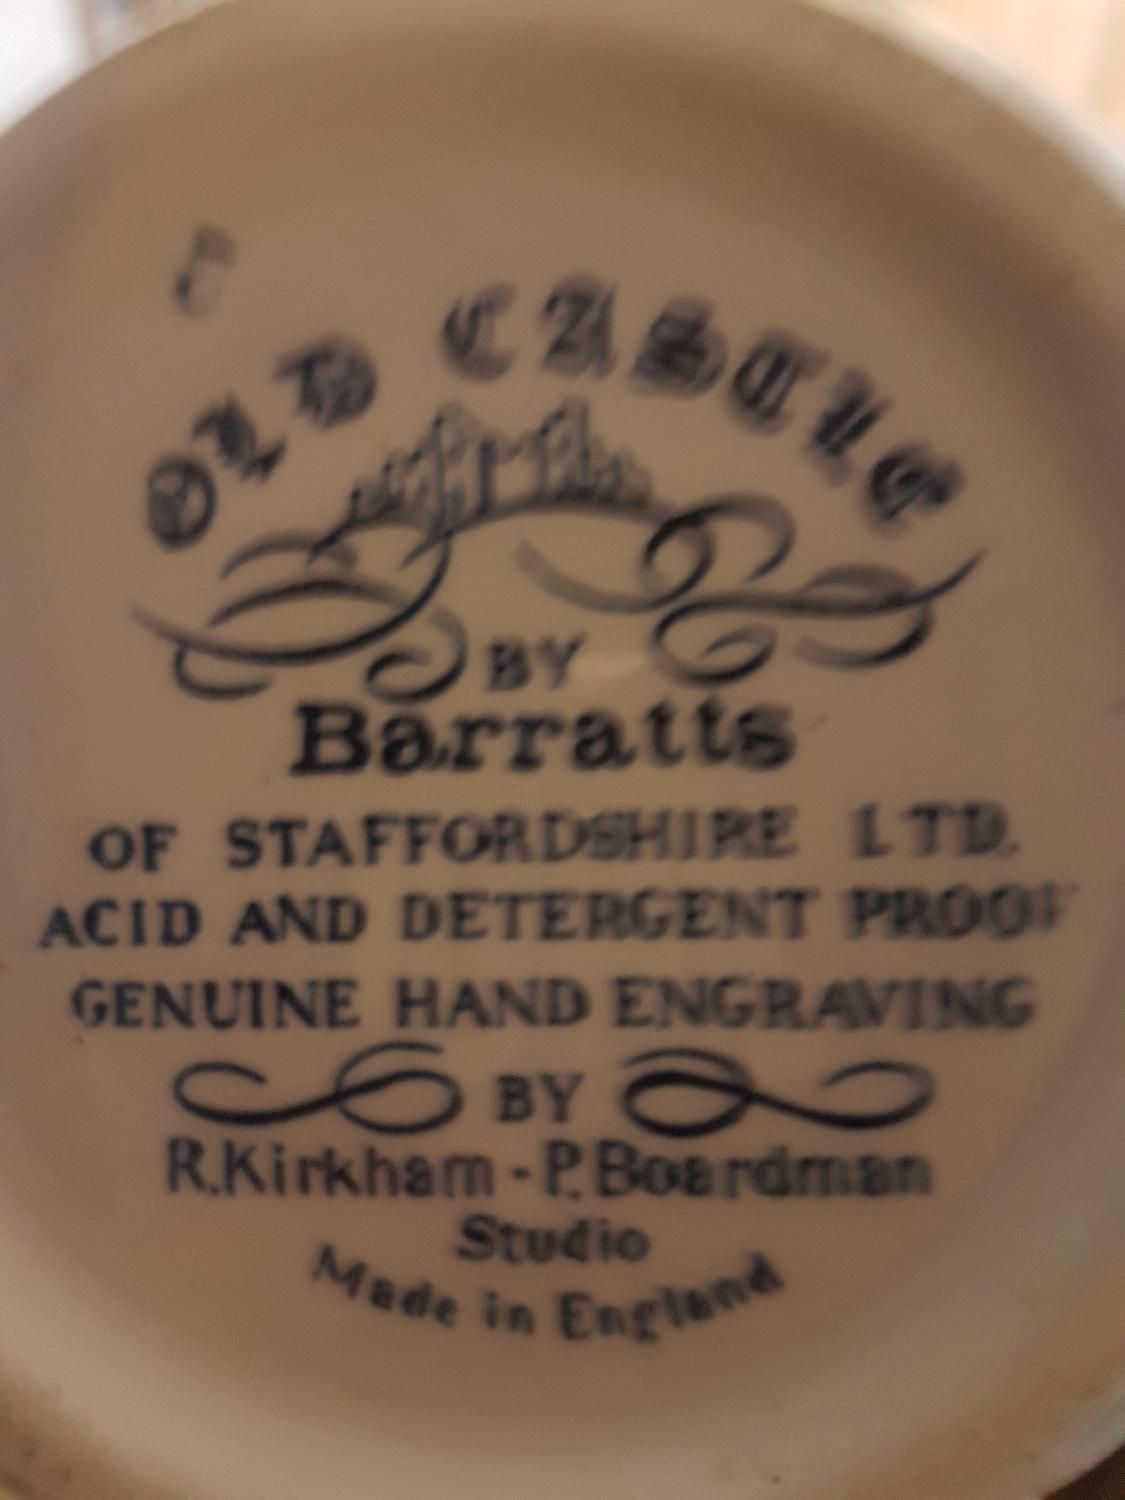 OLD CASTLE
BY
Barratts
OF STAFFORDSHIRE LTD.
ACID AND DETERGENT PROOF
GENUINE HAND ENGRAVING
BY
R.Kirkham - P.Boardman
Studio
Made in England